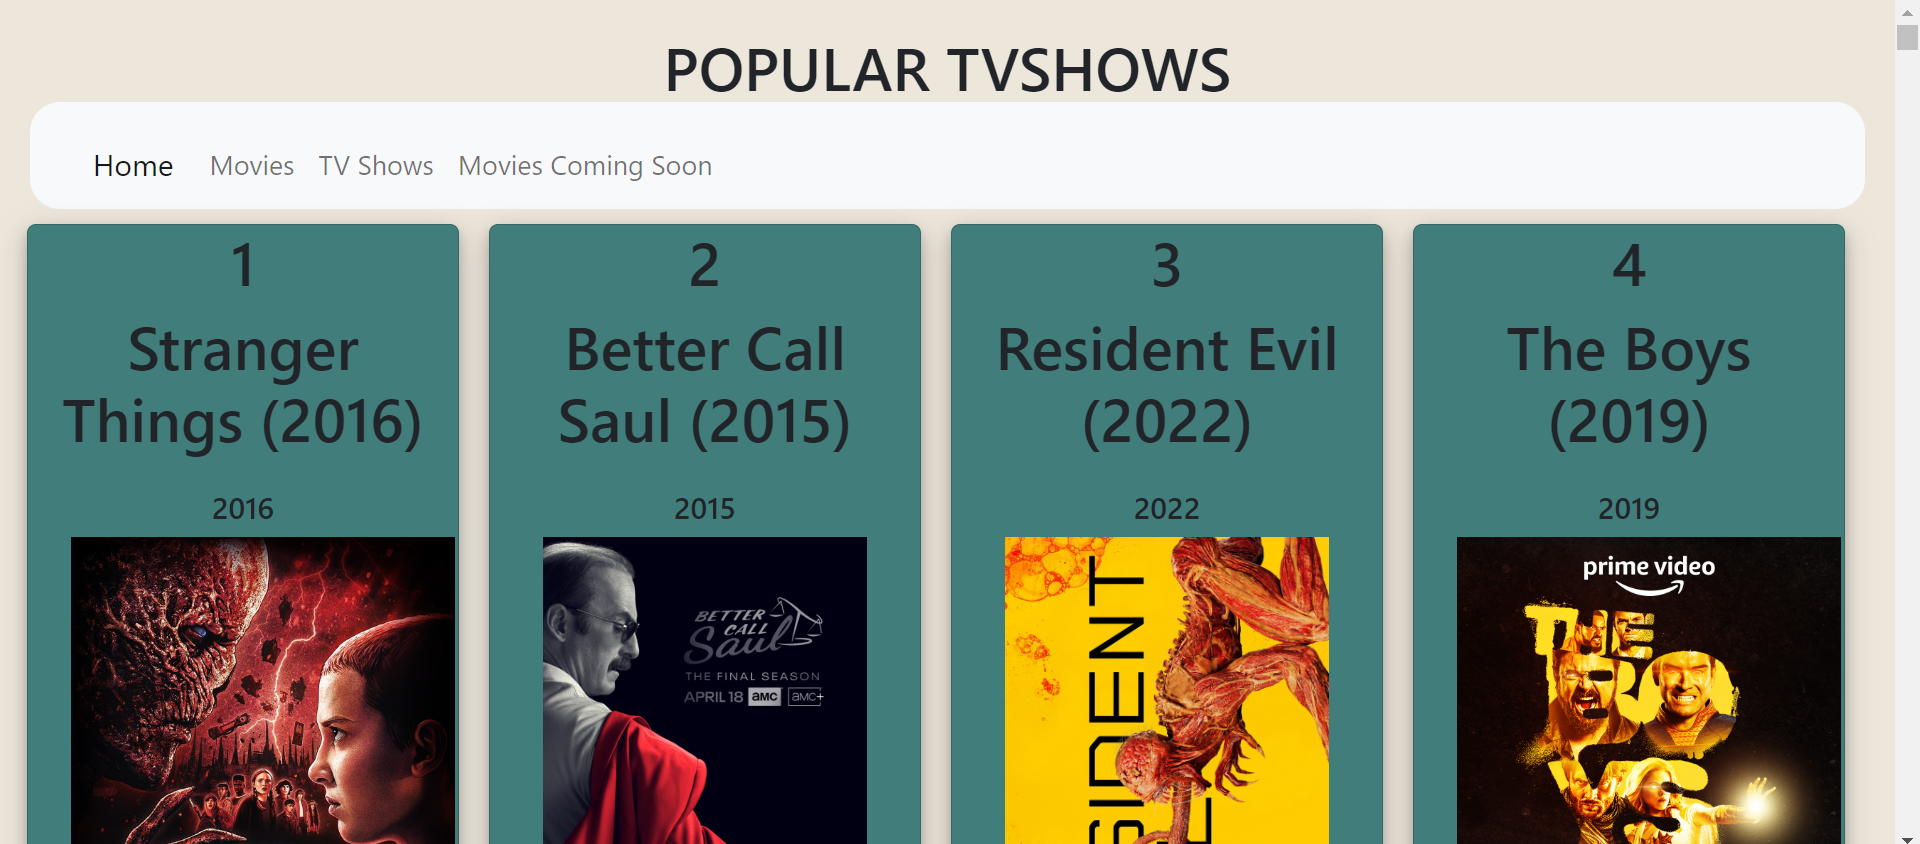 POPULAR TVSHOWS
Home Movies TV Shows Movies Coming Soon
1
Stranger
Things (2016)
2016
2
Better Call
Saul (2015)
2015
BETTER
CALL
Saul
THE FINAL SEASON
APRIL 18 amc amc+
3
Resident Evil
(2022)
2022
SIDENT
4
The Boys
(2019)
2019
prime video
THE
BO